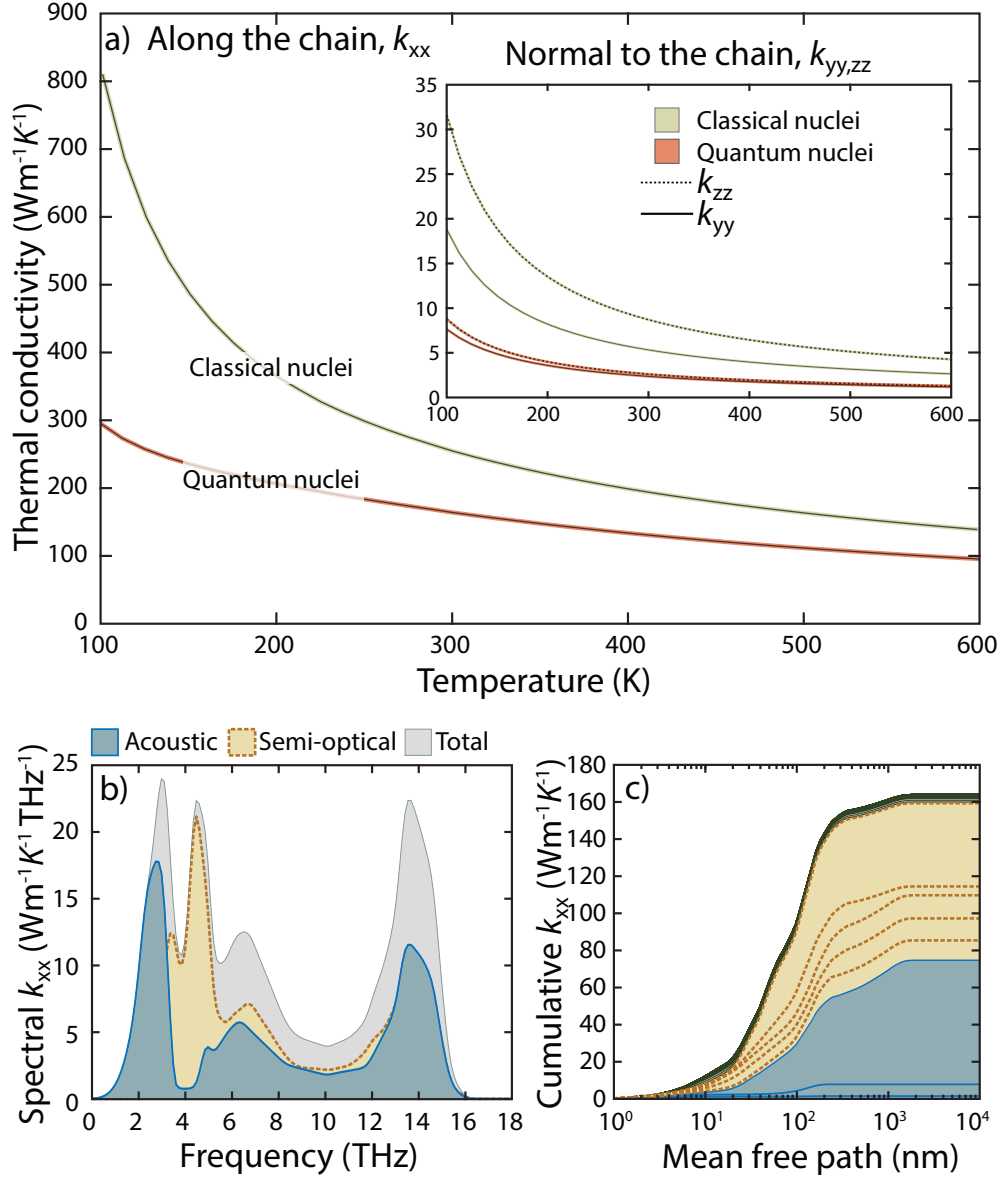 a) Along the chain, kxx
Normal to the chain, kyy,zz
Thermal conductivity (Wm⁻¹K⁻¹)
900
800
700
600
500
400
300
200
100
0
100 200 300 400 500 600
Temperature (K)
Classical nuclei
Quantum nuclei
35
30
25
20
15
10
5
0
100 200 300 400 500 600
Classical nuclei
Quantum nuclei
kzz
kyy
Acoustic Semi-optical Total
b)
Spectral kxx (Wm⁻¹K⁻¹ THz⁻¹)
25
20
15
10
5
0
0 2 4 6 8 10 12 14 16 18
Frequency (THz)
c)
Cumulative kxx (Wm⁻¹K⁻¹)
180
160
140
120
100
80
60
40
20
0
10⁰ 10¹ 10² 10³ 10⁴
Mean free path (nm)